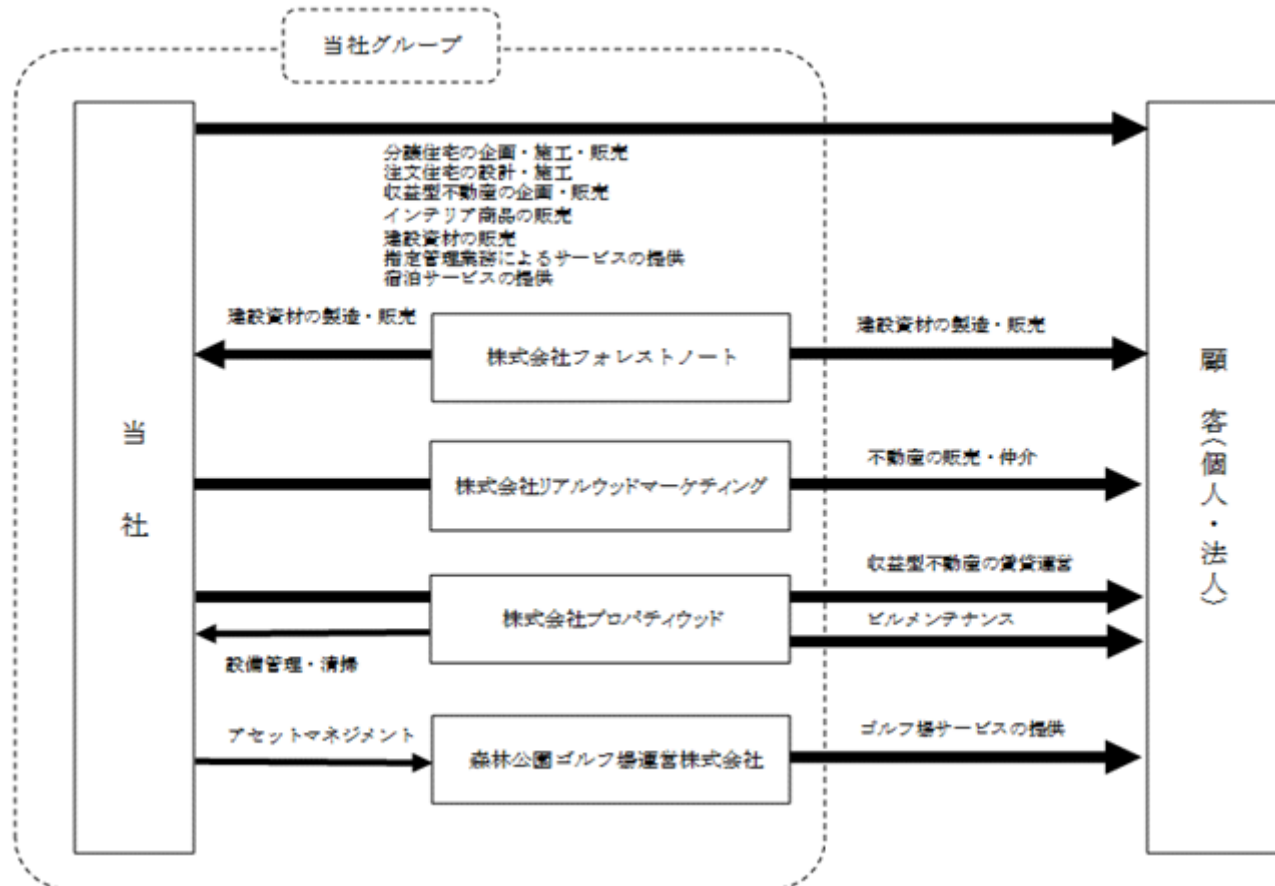 当社グループ
分譲住宅の企画・施工・販売
注文住宅の設計・施工
収益型不動産の企画・販売
インテリア商品の販売
建設資材の販売
指定管理業務によるサービスの提供
宿泊サービスの提供
当社
建設資材の製造・販売
株式会社フォレストノート
建設資材の製造・販売
株式会社リアルウッドマーケティング
不動産の販売・仲介
株式会社プロパティウッド
収益型不動産の賃貸運営
ビルメンテナンス
設備管理・清掃
アセットマネジメント
森林公園ゴルフ場運営株式会社
ゴルフ場サービスの提供
顧客(個人・法人)